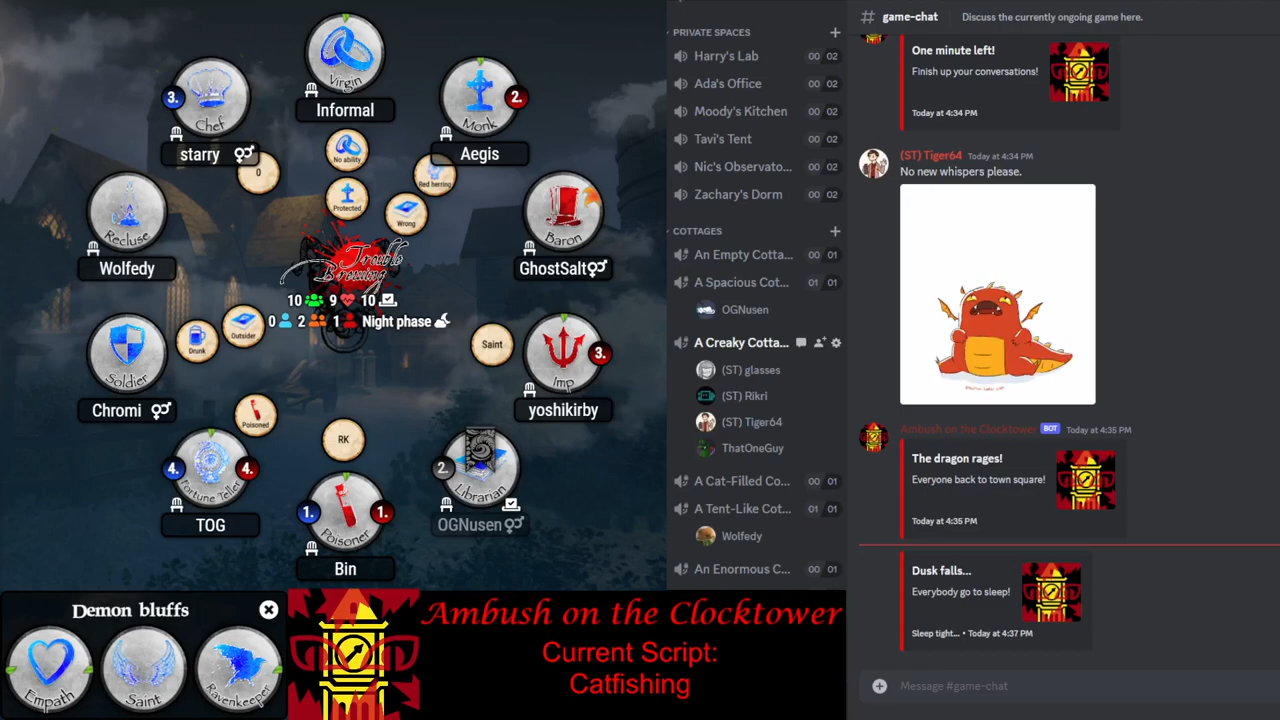 Virgin
Informal
3.
Chef
starry
Monk
2.
Aegis
0
No ability
Red herring
Protected
Wrong
Recluse
Wolfedy
Baron
GhostSalt
Trouble
Brewing
10 9 10
0 2 1 Night phase
Soldier
Chromi
Drunk
Outsider
Saint
Imp
3.
yoshikirby
Poisoned
4.
Fortune Teller
4.
TOG
RK
1.
Poisoner
1.
Bin
2.
Librarian
OGNusen
Demon bluffs
Empath
Saint
Ravenkeeper
Ambush on the Clocktower
Current Script:
Catfishing
PRIVATE SPACES
Harry's Lab 00 02
Ada's Office 00 02
Moody's Kitchen 00 02
Tavi's Tent 00 02
Nic's Observato... 00 02
Zachary's Dorm 00 02
COTTAGES
An Empty Cotta... 00 01
A Spacious Cot... 01 01
OGNusen
A Creaky Cotta...
(ST) glasses
(ST) Rikri
(ST) Tiger64
ThatOneGuy
A Cat-Filled Co... 00 01
A Tent-Like Cot... 01 01
Wolfedy
An Enormous C... 00 01
game-chat Discuss the currently ongoing game here.
One minute left!
Finish up your conversations!
Today at 4:34 PM
(ST) Tiger64 Today at 4:34 PM
No new whispers please.
Ambush on the Clocktower BOT Today at 4:35 PM
The dragon rages!
Everyone back to town square!
Today at 4:35 PM
Dusk falls...
Everybody go to sleep!
Sleep tight... • Today at 4:37 PM
Message #game-chat